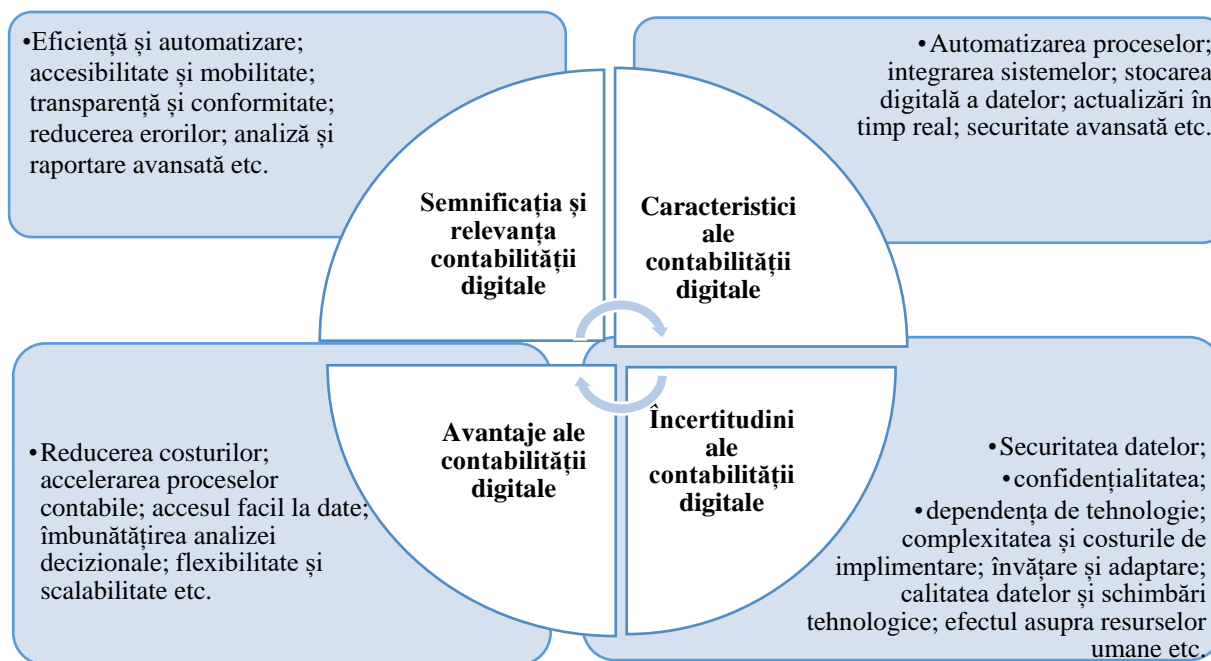 •Eficiență și automatizare;
accesibilitate și mobilitate;
transparență și conformitate;
reducerea erorilor; analiză și
raportare avansată etc.
•Automatizarea proceselor;
integrarea sistemelor; stocarea
digitală a datelor; actualizări în
timp real; securitate avansată etc.
Semnificația și
relevanța
contabilității
digitale
Caracteristici
ale
contabilității
digitale
Avantaje ale
contabilității
digitale
Încertitudini
ale
contabilității
digitale
•Reducerea costurilor;
accelerarea proceselor
contabile; accesul facil la date;
îmbunătățirea analizei
decizionale; flexibilitate și
scalabilitate etc.
•Securitatea datelor;
•confidențialitatea;
•dependența de tehnologie;
complexitatea și costurile de
implimentare; învățare și adaptare;
calitatea datelor și schimbări
tehnologice; efectul asupra resurselor
umane etc.